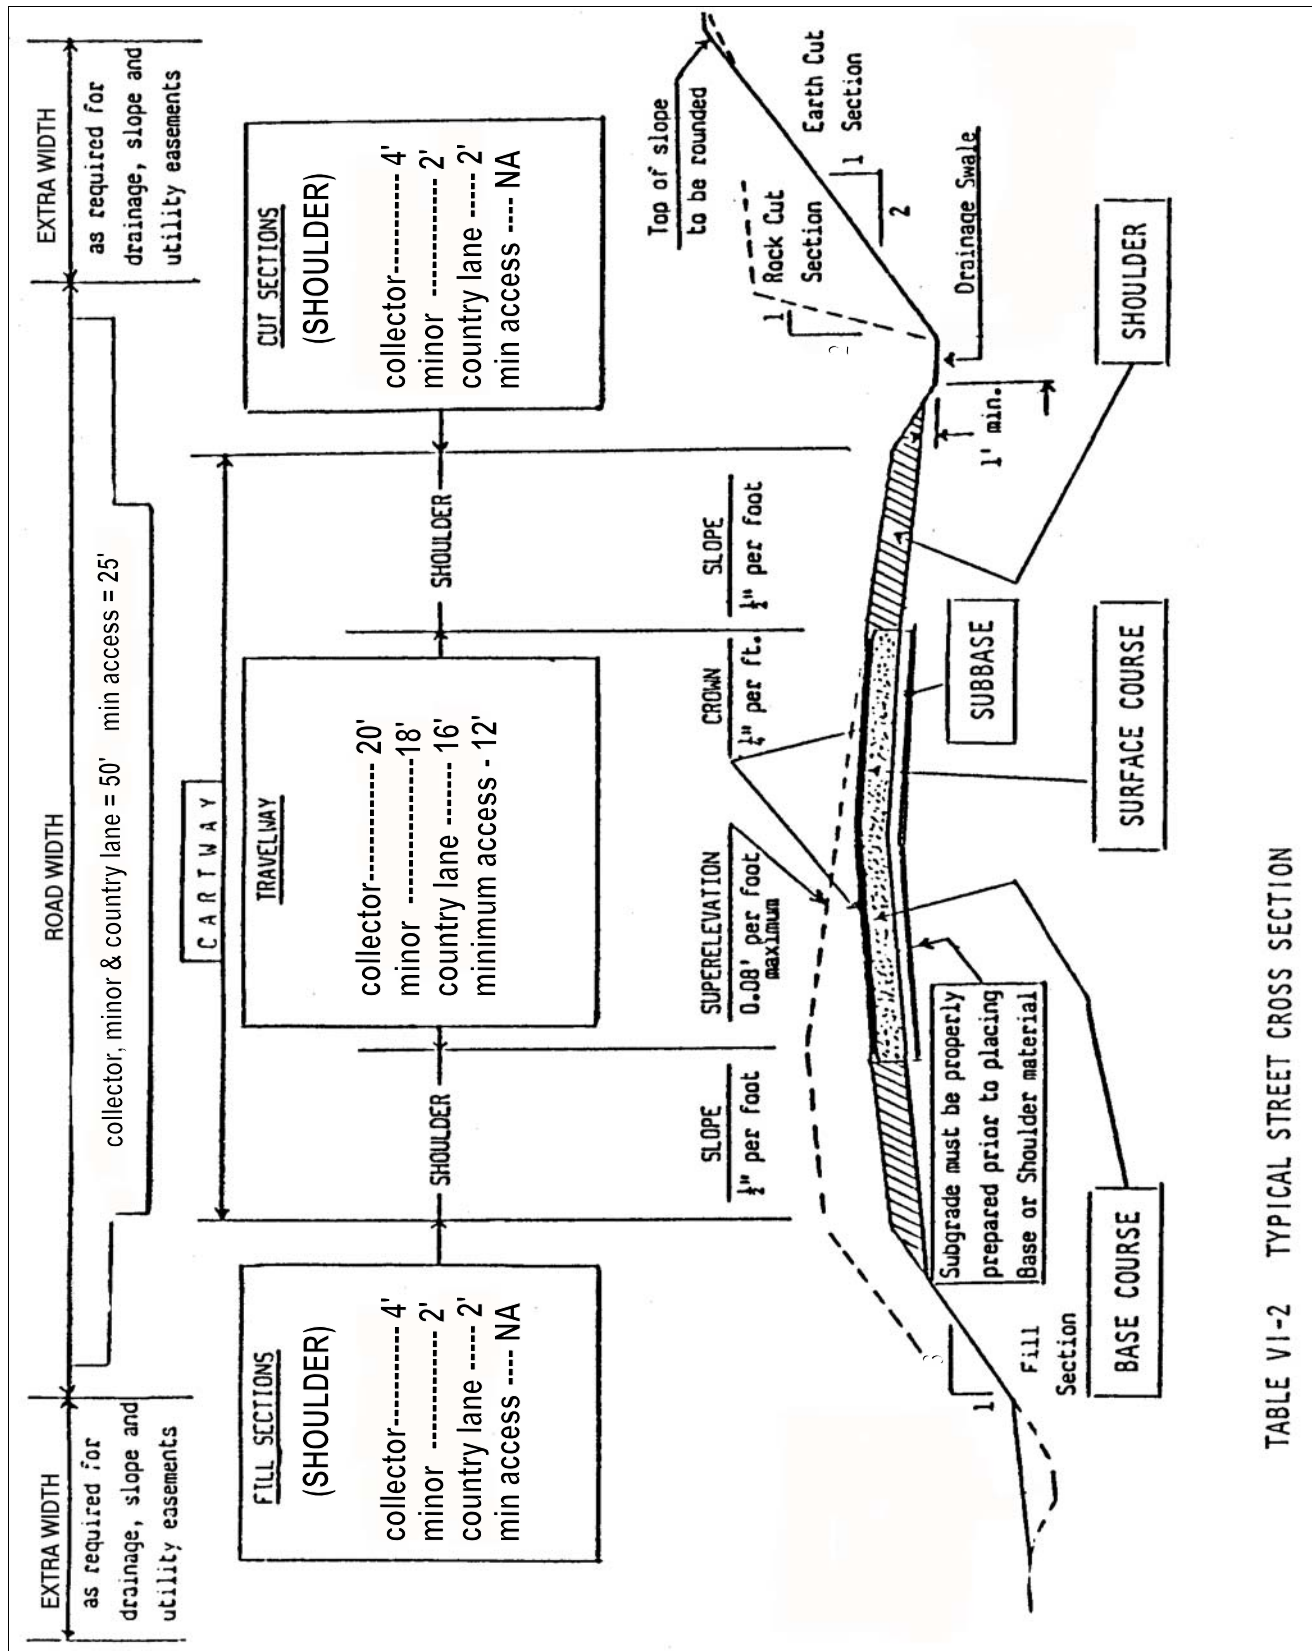 EXTRA WIDTH
as required for
drainage, slope and
utility easements
ROAD WIDTH
collector, minor & country lane = 50' min access = 25'
EXTRA WIDTH
as required for
drainage, slope and
utility easements
CARTWAY
FILL SECTIONS
(SHOULDER)
collector-----------4'
minor --------------2'
country lane ------2'
min access ---- NA
SHOULDER
TRAVELWAY
collector------------- 20'
minor ----------------18'
country lane ------- 16'
minimum access - 12'
SHOULDER
CUT SECTIONS
(SHOULDER)
collector-----------4'
minor --------------2'
country lane -----2'
min access ---- NA
SLOPE
½" per foot
SUPERELEVATION
0.08' per foot
maximum
CROWN
¼" per ft.
SLOPE
½" per foot
Top of slope
to be rounded
Rock Cut
Section
1
2
Earth Cut
Section
1
2
Drainage Swale
1' min.
3
1
Fill
Section
Subgrade must be properly
prepared prior to placing
Base or Shoulder material
SUBBASE
BASE COURSE
SURFACE COURSE
SHOULDER
TABLE VI-2 TYPICAL STREET CROSS SECTION